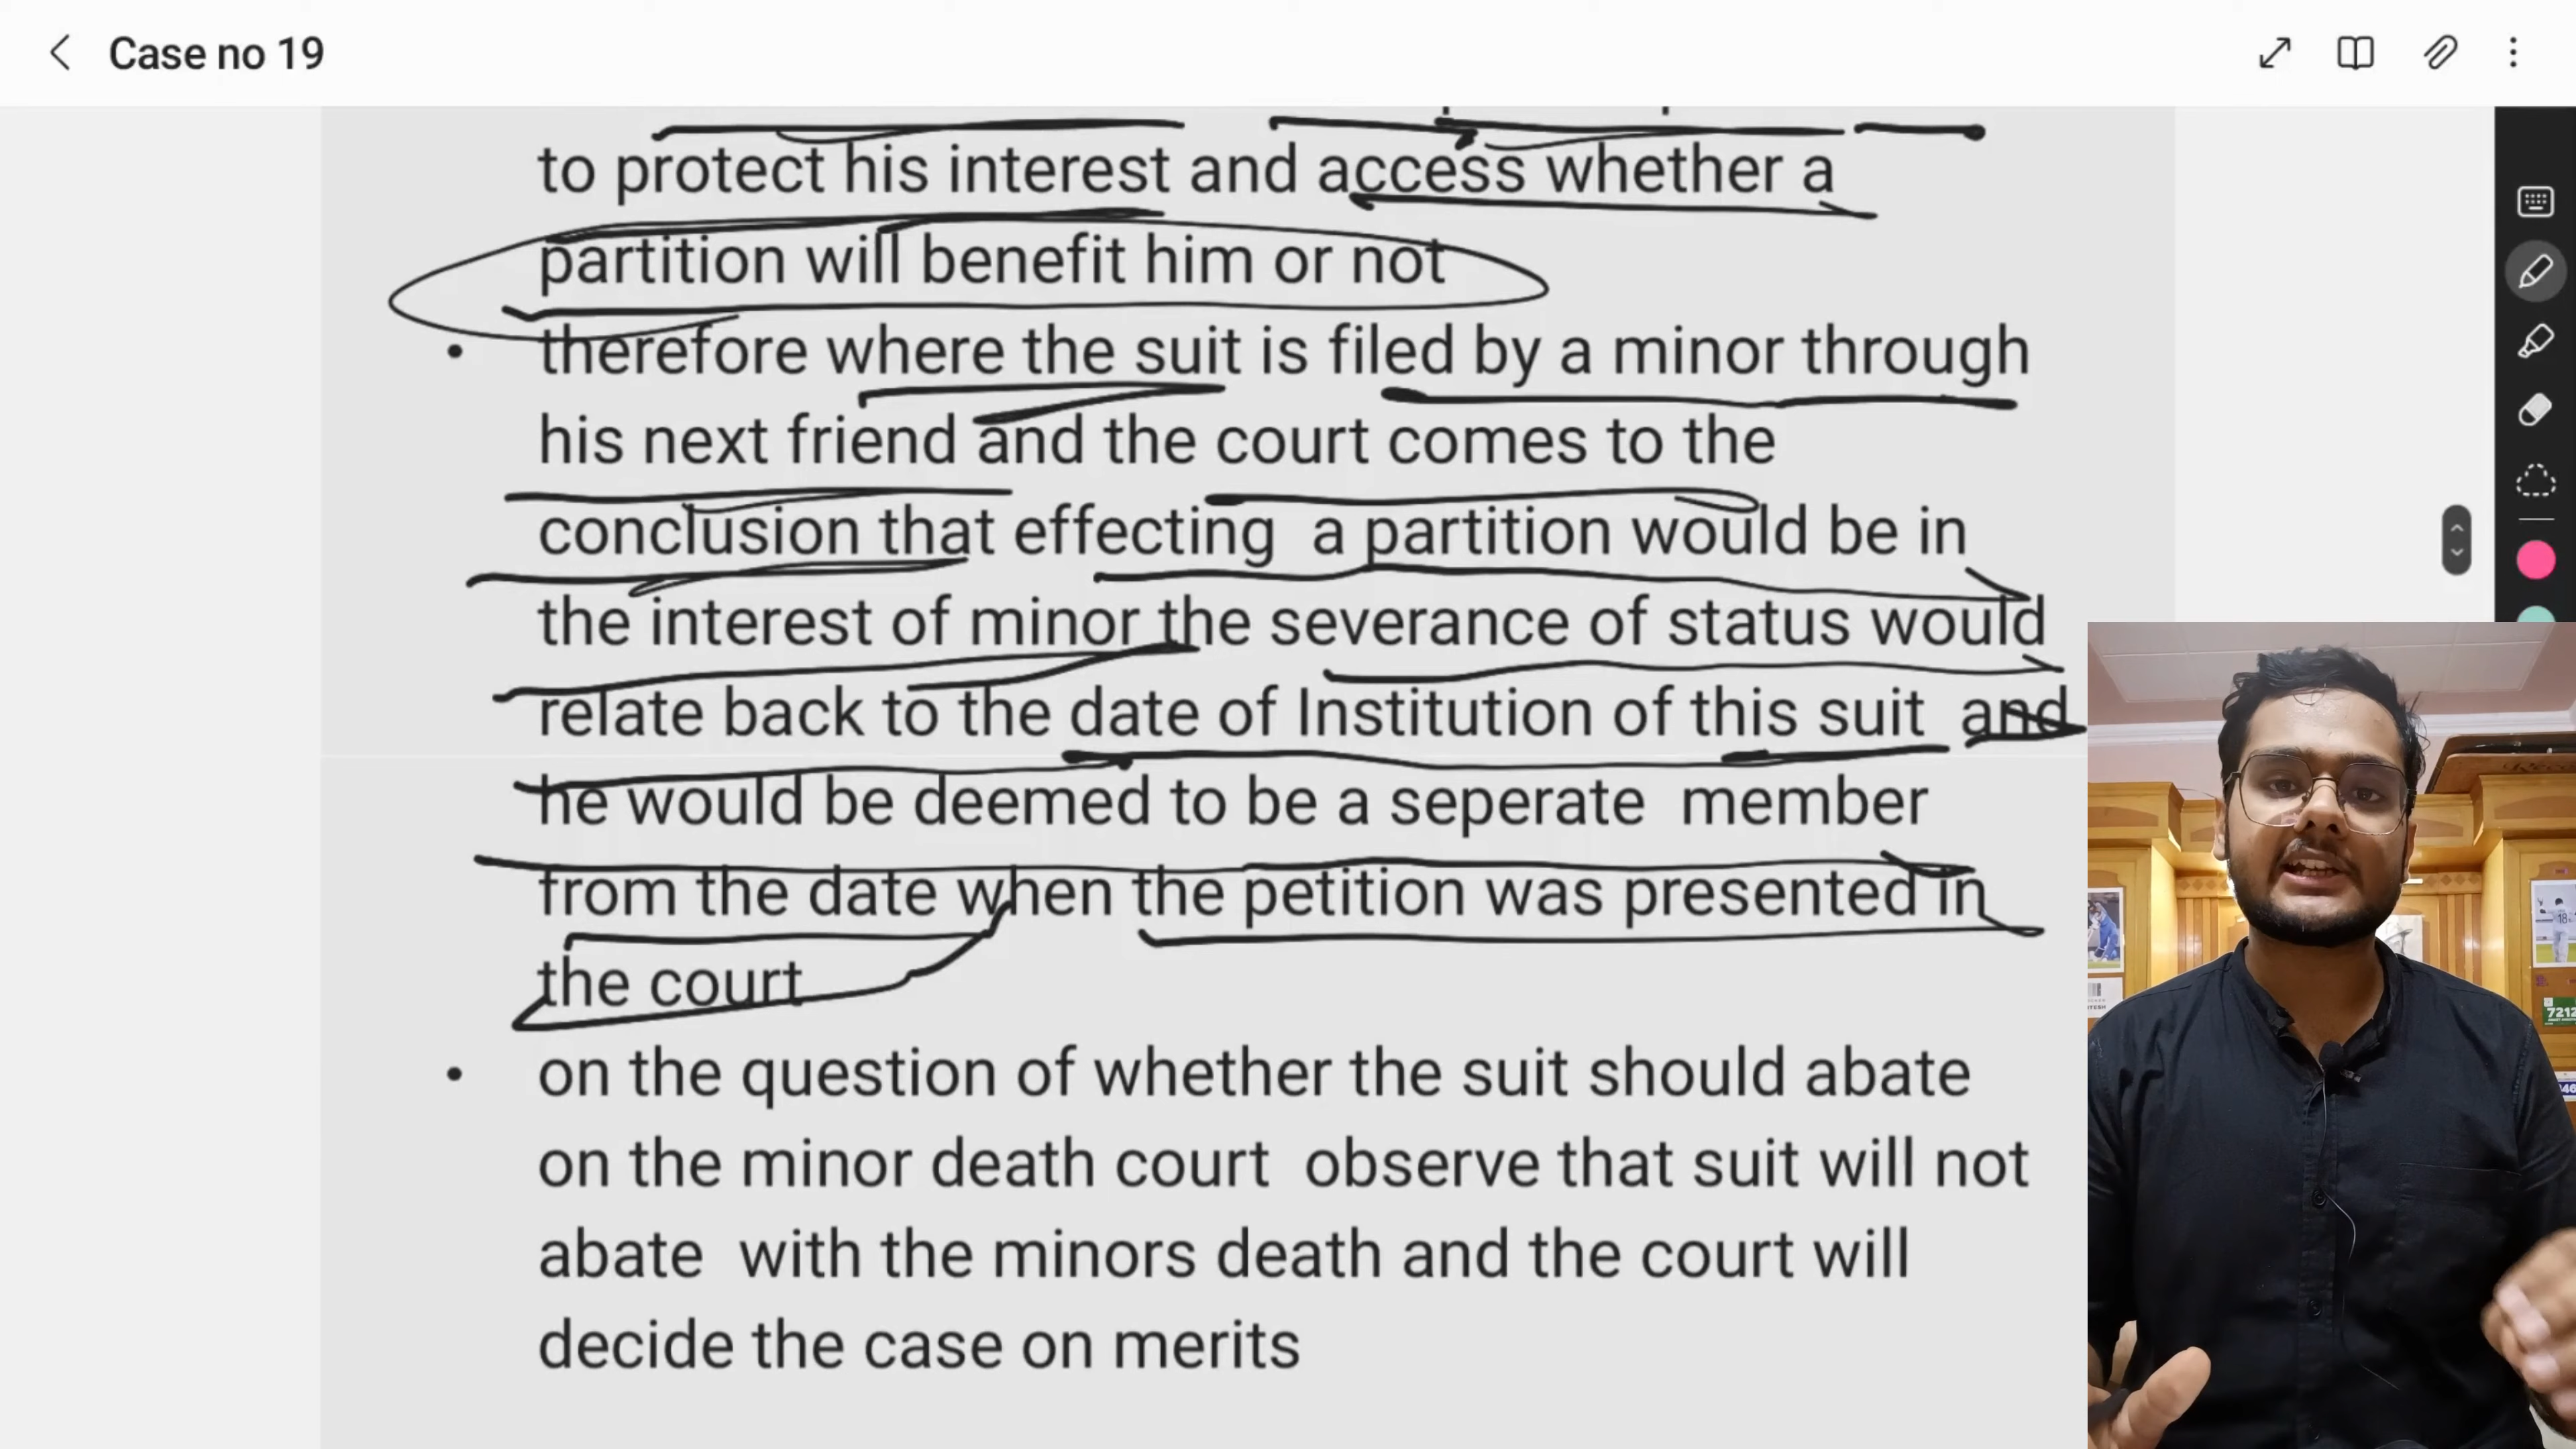 Case no 19
to protect his interest and access whether a
partition will benefit him or not
• therefore where the suit is filed by a minor through
his next friend and the court comes to the
conclusion that effecting a partition would be in
the interest of minor the severance of status would
relate back to the date of Institution of this suit and
he would be deemed to be a seperate member
from the date when the petition was presented in
the court
• on the question of whether the suit should abate
on the minor death court observe that suit will not
abate with the minors death and the court will
decide the case on merits
18
7212